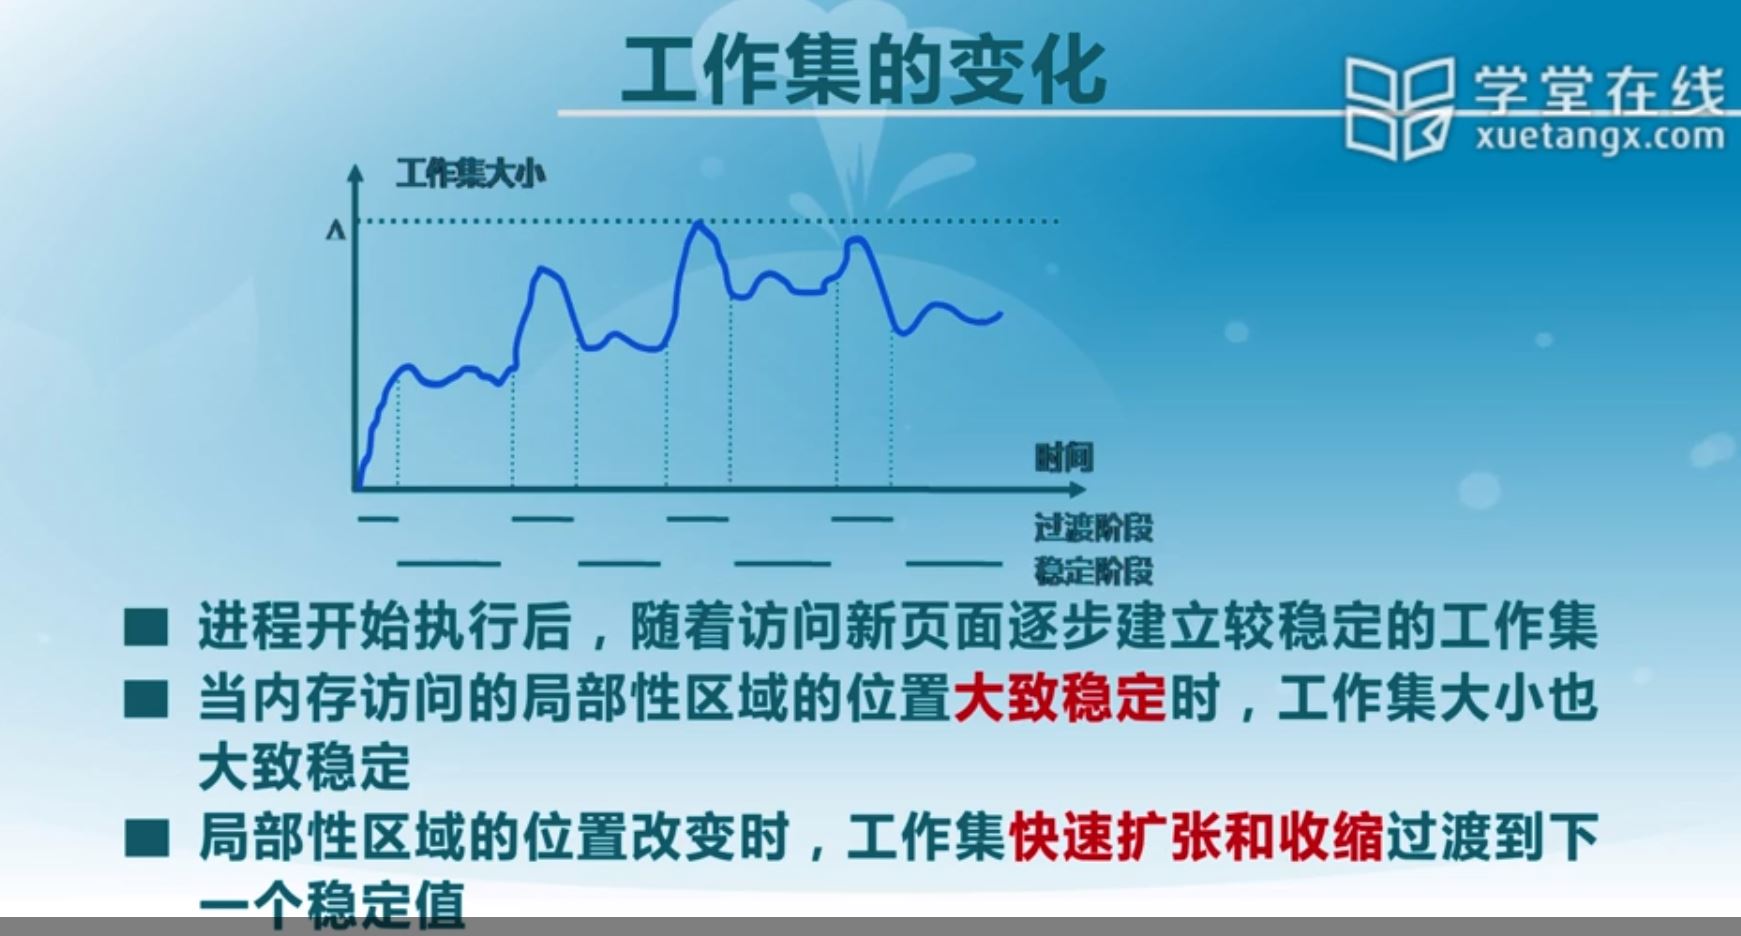 工作集的变化
学堂在线
xuetangx.com
工作集大小
Δ
时间
过渡阶段
稳定阶段
进程开始执行后，随着访问新页面逐步建立较稳定的工作集
当内存访问的局部性区域的位置大致稳定时，工作集大小也
大致稳定
局部性区域的位置改变时，工作集快速扩张和收缩过渡到下
一个稳定值